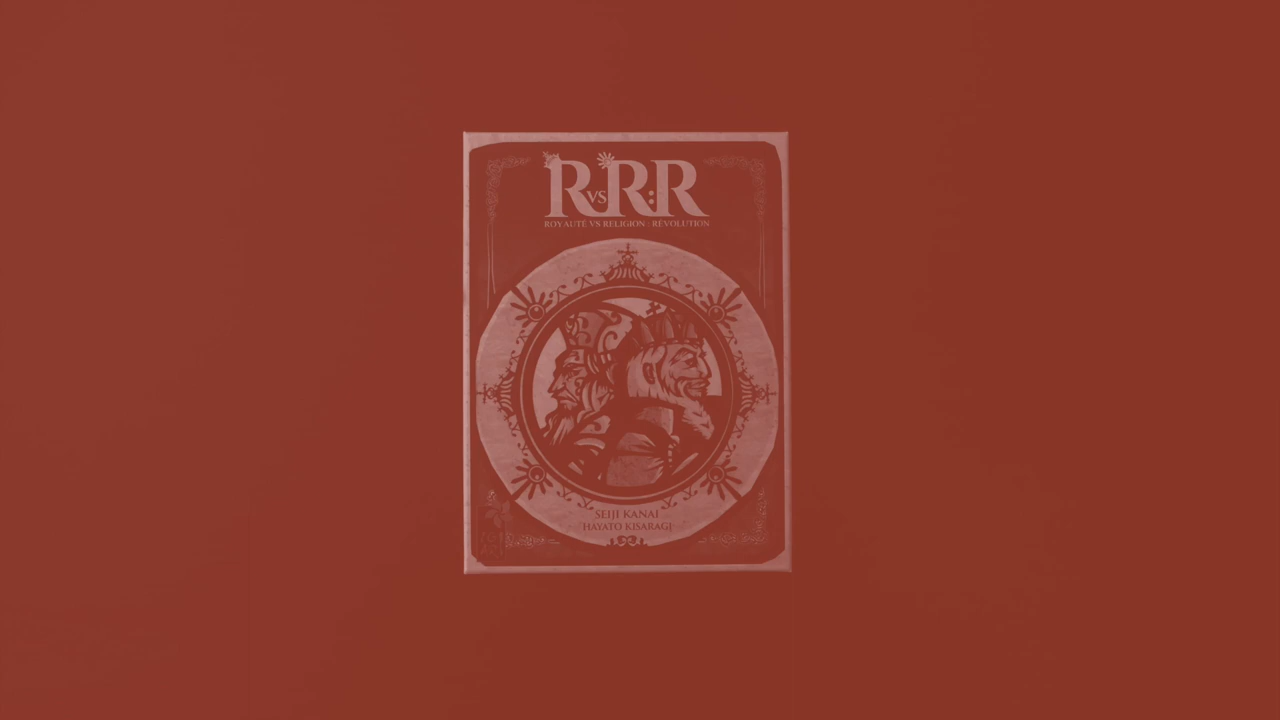 RvsR:R
ROYAUTÉ VS RELIGION : RÉVOLUTION
SEIJI KANAI
HAYATO KISARAGI